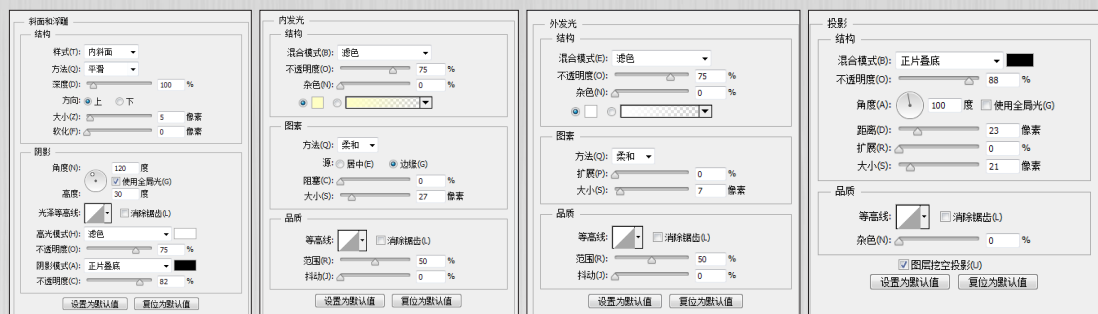 斜面和浮雕
结构
样式(T): 内斜面
方法(Q): 平滑
深度(D): 100 %
方向: 上 下
大小(Z): 5 像素
软化(F): 0 像素
阴影
角度(N): 120 度
使用全局光(G)
高度: 30 度
光泽等高线: 消除锯齿(L)
高光模式(H): 滤色
不透明度(O): 75 %
阴影模式(A): 正片叠底
不透明度(C): 82 %
设置为默认值 复位为默认值
内发光
结构
混合模式(B): 滤色
不透明度(O): 75 %
杂色(N): 0 %
图素
方法(Q): 柔和
源: 居中(E) 边缘(G)
阻塞(C): 0 %
大小(S): 27 像素
品质
等高线: 消除锯齿(L)
范围(R): 50 %
抖动(J): 0 %
设置为默认值 复位为默认值
外发光
结构
混合模式(E): 滤色
不透明度(O): 75 %
杂色(N): 0 %
图素
方法(Q): 柔和
扩展(P): 0 %
大小(S): 7 像素
品质
等高线: 消除锯齿(L)
范围(R): 50 %
抖动(J): 0 %
设置为默认值 复位为默认值
投影
结构
混合模式(B): 正片叠底
不透明度(O): 88 %
角度(A): 100 度 使用全局光(G)
距离(D): 23 像素
扩展(R): 0 %
大小(S): 21 像素
品质
等高线: 消除锯齿(L)
杂色(N): 0 %
图层挖空投影(U)
设置为默认值 复位为默认值